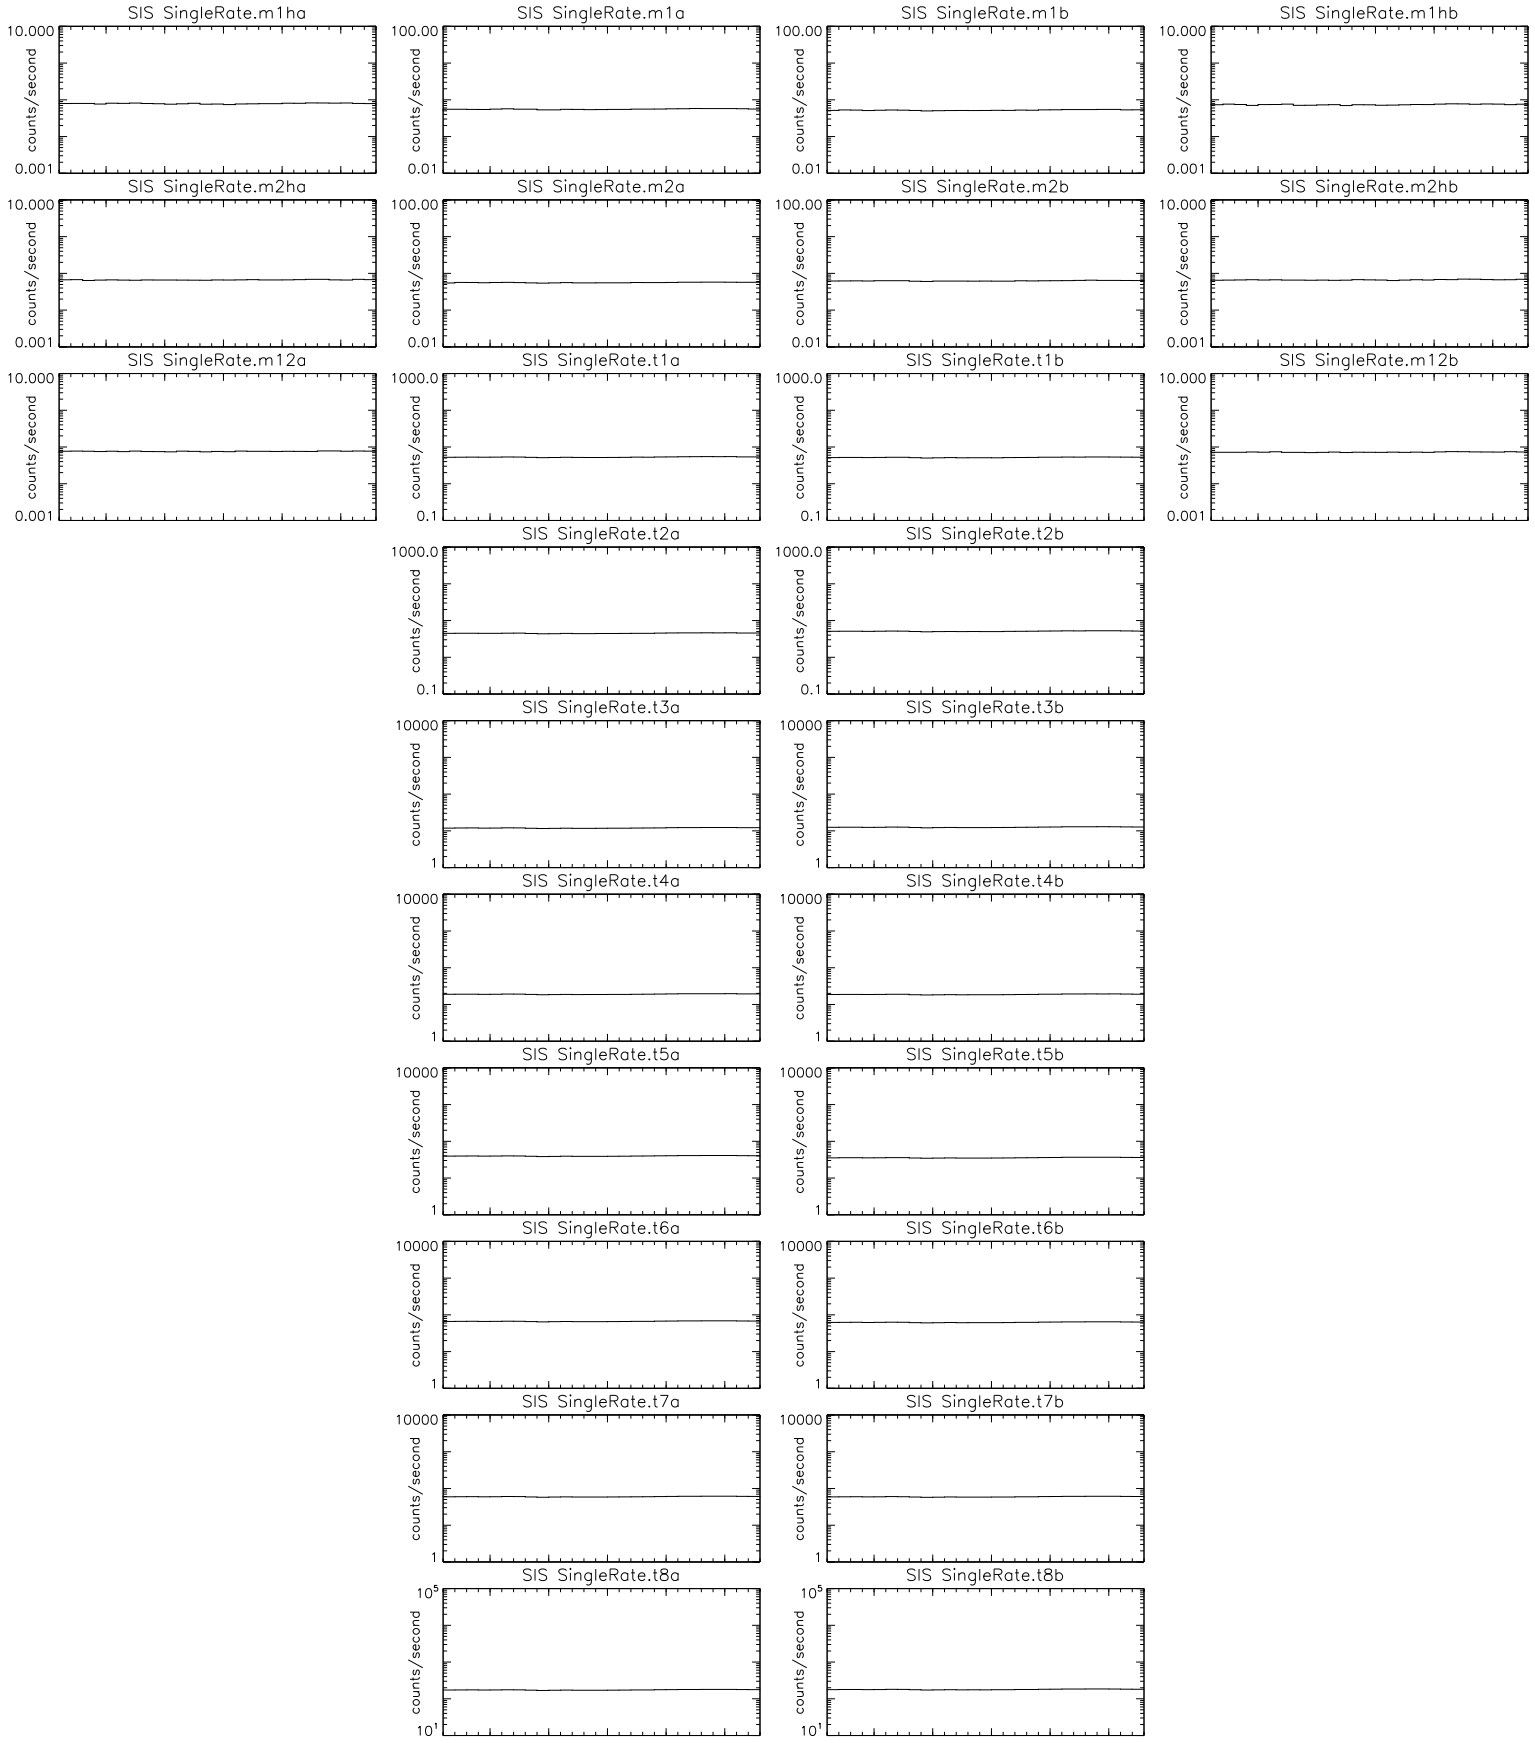 SIS SingleRate.m1ha
10.000
counts/second
0.001
SIS SingleRate.m1a
100.00
counts/second
0.01
SIS SingleRate.m1b
100.00
counts/second
0.01
SIS SingleRate.m1hb
10.000
counts/second
0.001
SIS SingleRate.m2ha
10.000
counts/second
0.001
SIS SingleRate.m2a
100.00
counts/second
0.01
SIS SingleRate.m2b
100.00
counts/second
0.01
SIS SingleRate.m2hb
10.000
counts/second
0.001
SIS SingleRate.m12a
10.000
counts/second
0.001
SIS SingleRate.t1a
1000.0
counts/second
0.1
SIS SingleRate.t1b
1000.0
counts/second
0.1
SIS SingleRate.m12b
10.000
counts/second
0.001
SIS SingleRate.t2a
1000.0
counts/second
0.1
SIS SingleRate.t2b
1000.0
counts/second
0.1
SIS SingleRate.t3a
10000
counts/second
1
SIS SingleRate.t3b
10000
counts/second
1
SIS SingleRate.t4a
10000
counts/second
1
SIS SingleRate.t4b
10000
counts/second
1
SIS SingleRate.t5a
10000
counts/second
1
SIS SingleRate.t5b
10000
counts/second
1
SIS SingleRate.t6a
10000
counts/second
1
SIS SingleRate.t6b
10000
counts/second
1
SIS SingleRate.t7a
10000
counts/second
1
SIS SingleRate.t7b
10000
counts/second
1
SIS SingleRate.t8a
10⁵
counts/second
10¹
SIS SingleRate.t8b
10⁵
counts/second
10¹